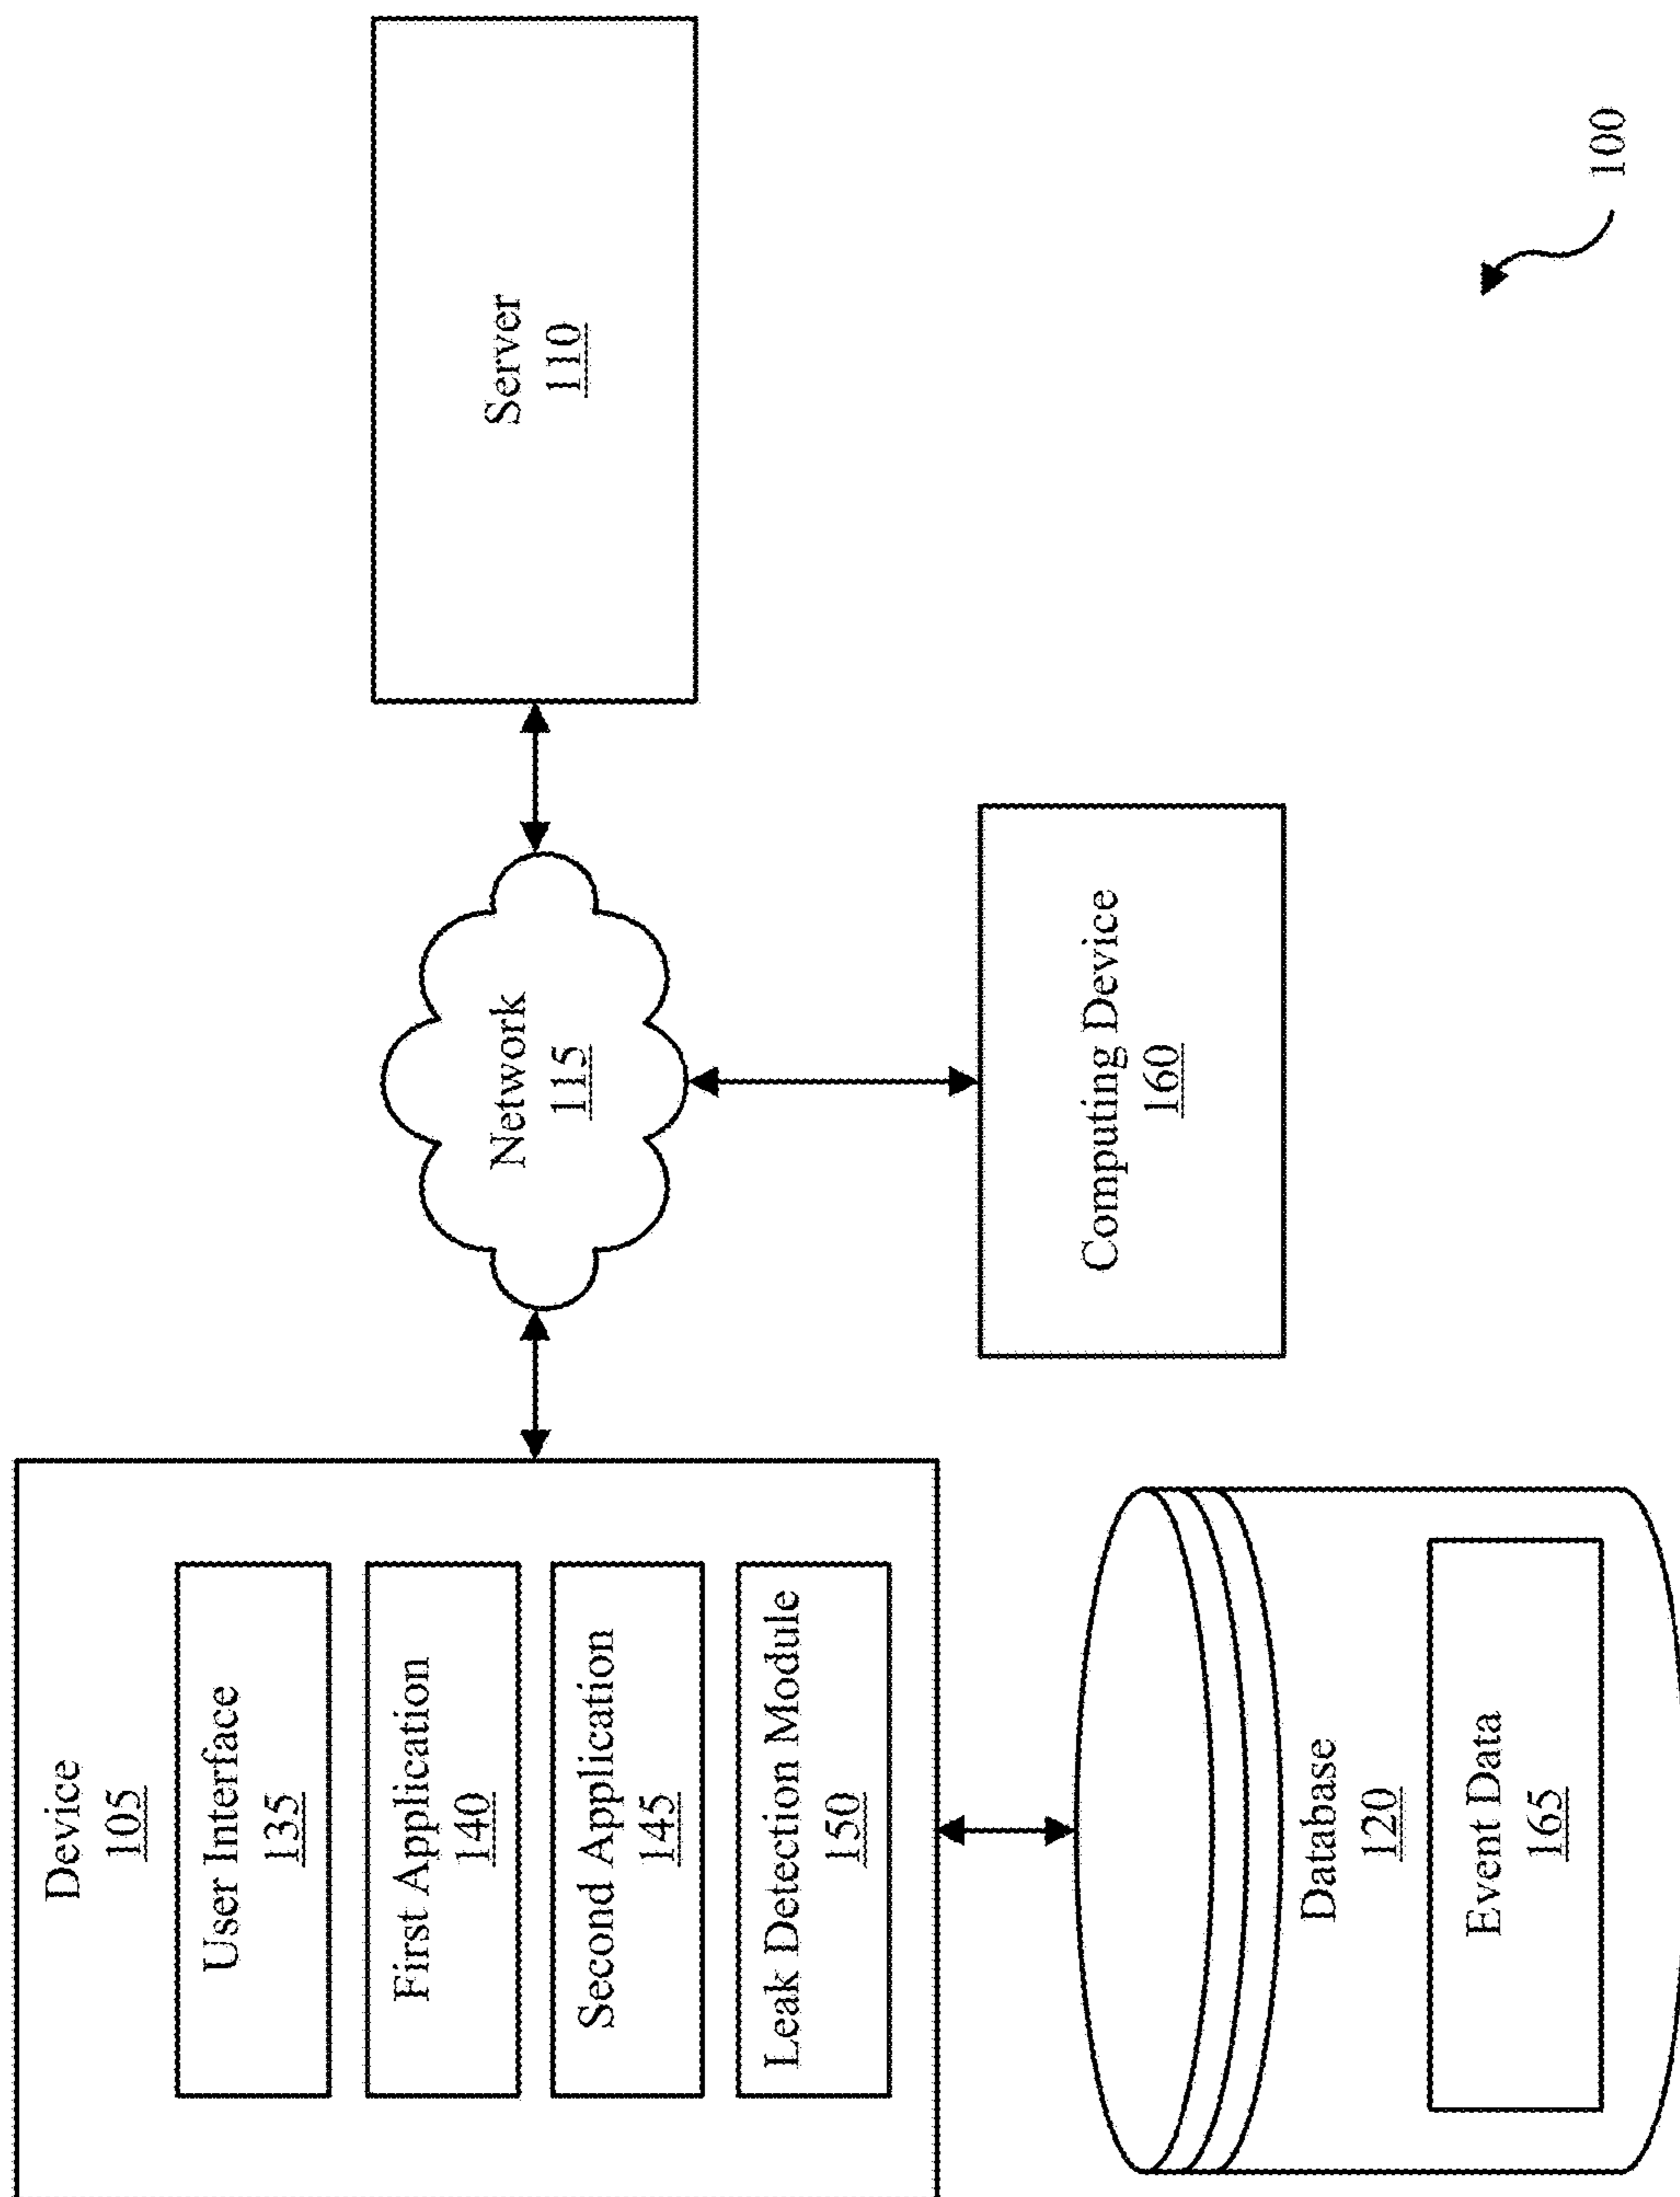 Device
105
User Interface
135
First Application
140
Second Application
145
Leak Detection Module
150
Network
115
Server
110
Computing Device
160
Database
120
Event Data
165
100